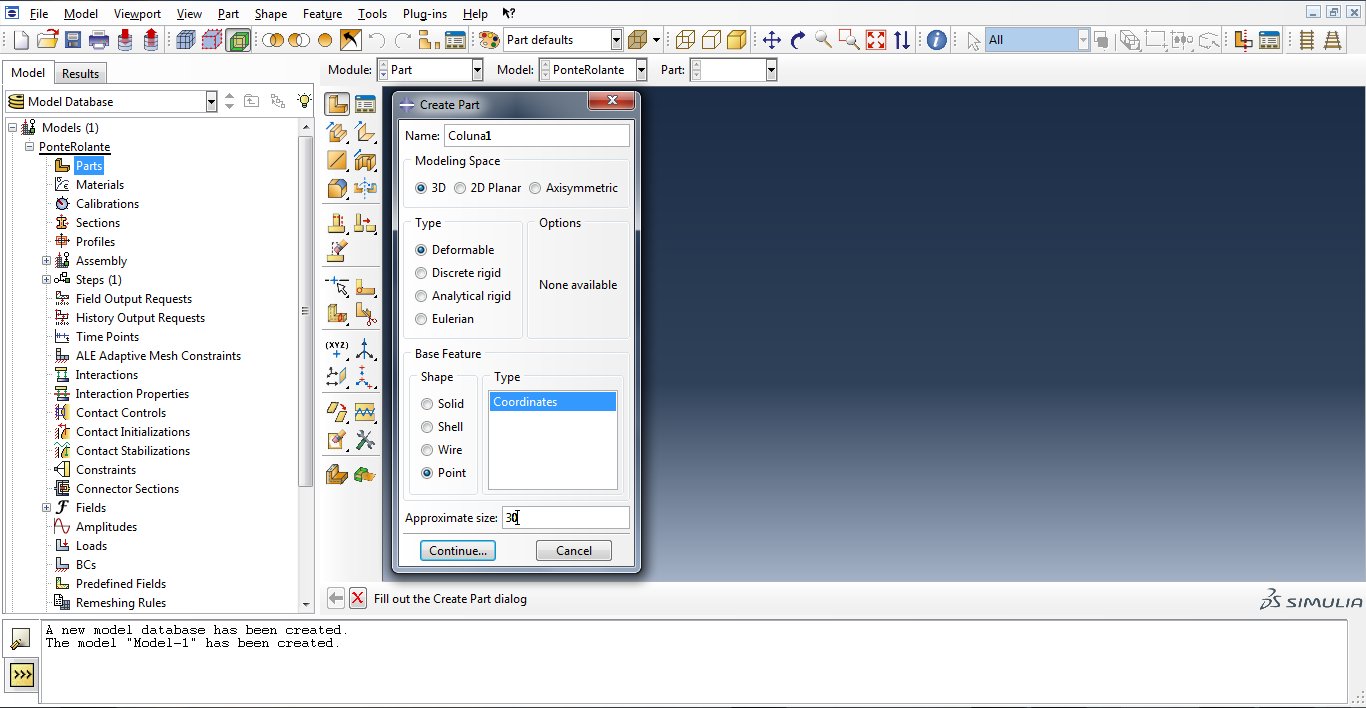 File Model Viewport View Part Shape Feature Tools Plug-ins Help
Part defaults All
Model Results
Module: Part Model: PonteRolante Part:
Model Database
Models (1)
PonteRolante
Parts
Materials
Calibrations
Sections
Profiles
Assembly
Steps (1)
Field Output Requests
History Output Requests
Time Points
ALE Adaptive Mesh Constraints
Interactions
Interaction Properties
Contact Controls
Contact Initializations
Contact Stabilizations
Constraints
Connector Sections
Fields
Amplitudes
Loads
BCs
Predefined Fields
Remeshing Rules
(XYZ)
Create Part
Name: Coluna1
Modeling Space
3D 2D Planar Axisymmetric
Type
Deformable
Discrete rigid
Analytical rigid
Eulerian
Options
None available
Base Feature
Shape
Solid
Shell
Wire
Point
Type
Coordinates
Approximate size: 30
Continue... Cancel
Fill out the Create Part dialog
SIMULIA
A new model database has been created.
The model "Model-1" has been created.
>>>